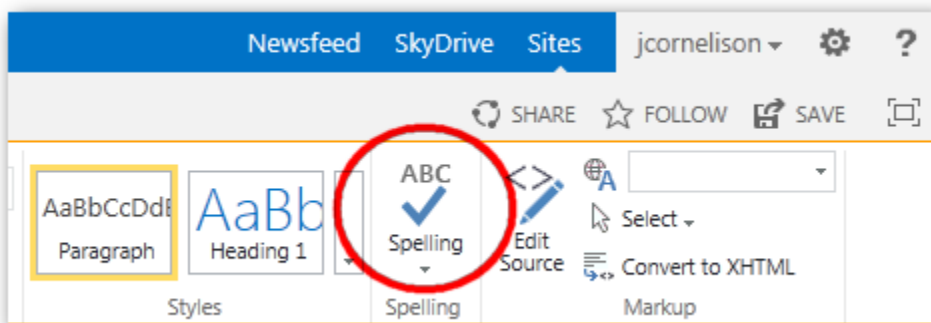 Newsfeed SkyDrive Sites jcornelison ?
SHARE FOLLOW SAVE
AaBbCcDdE
Paragraph
AaBb
Heading 1
Styles
ABC
Spelling
Spelling
Edit
Source
Select
Convert to XHTML
Markup